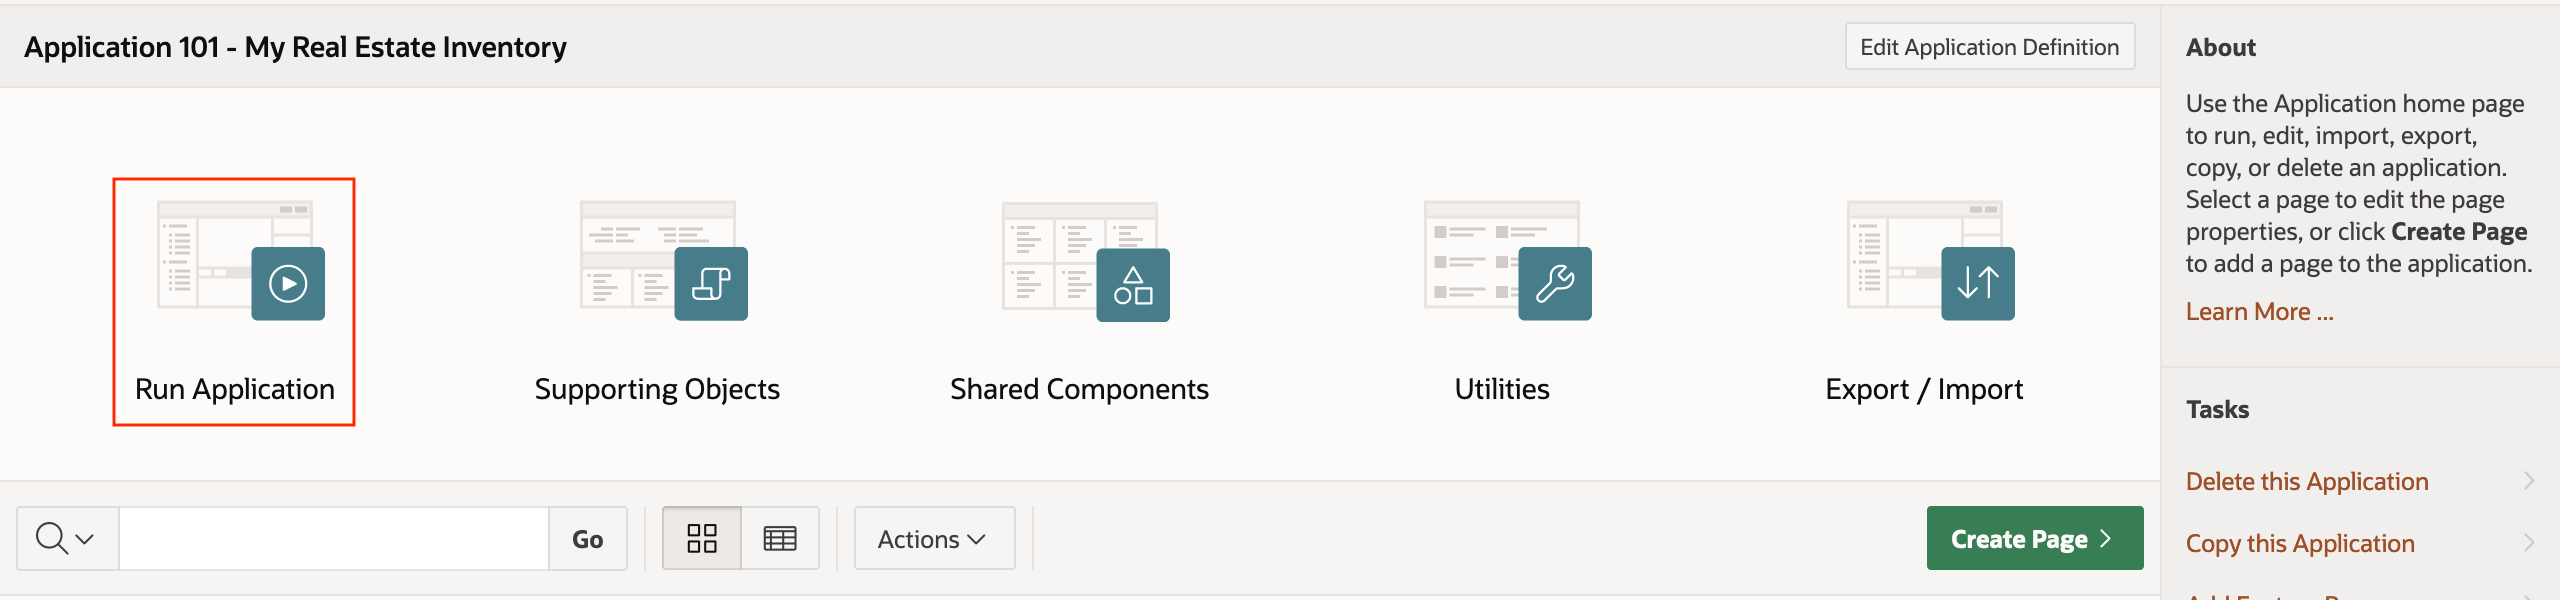 Application 101 - My Real Estate Inventory
Edit Application Definition
Run Application
Supporting Objects
Shared Components
Utilities
Export / Import
Go
Actions
Create Page
About
Use the Application home page
to run, edit, import, export,
copy, or delete an application.
Select a page to edit the page
properties, or click Create Page
to add a page to the application.
Learn More ...
Tasks
Delete this Application
Copy this Application